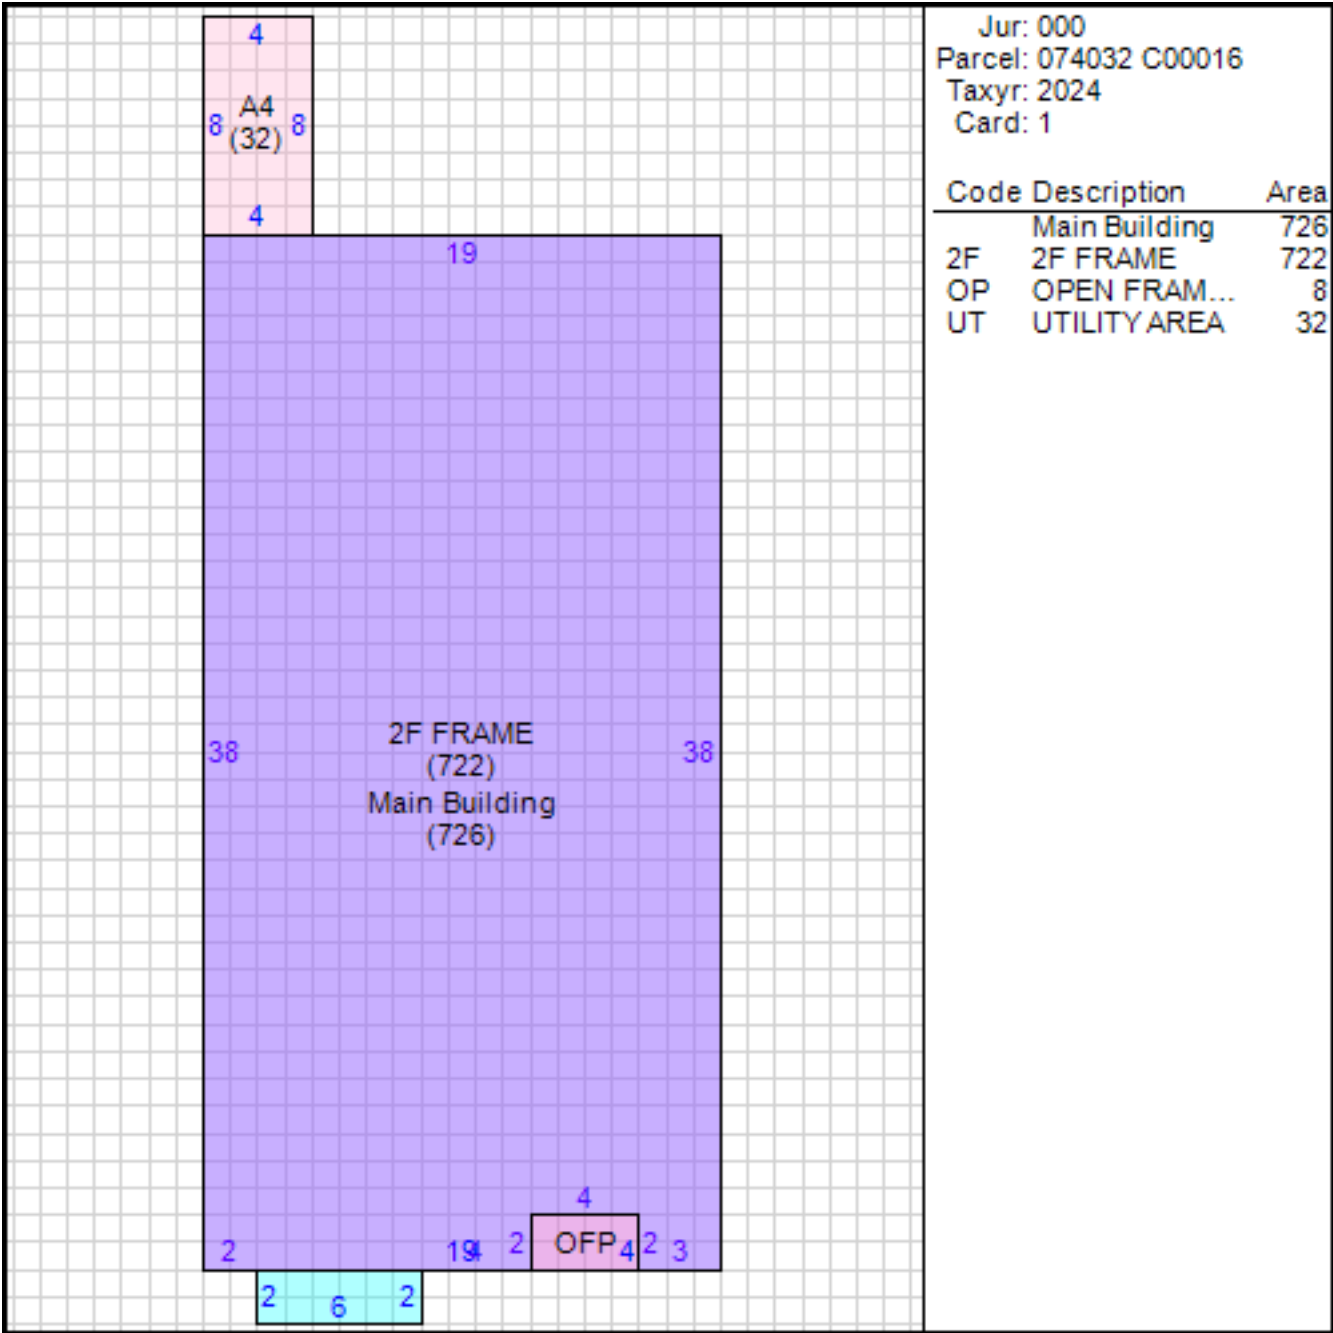 4
A4
8 8
(32)
4
19
2F FRAME
(722)
38 38
Main Building
(726)
4
2 19 4 2 OFP 4 2 3
2 6 2
Jur: 000
Parcel: 074032 C00016
Taxyr: 2024
Card: 1
Code Description Area
Main Building 726
2F 2F FRAME 722
OP OPEN FRAM... 8
UT UTILITY AREA 32